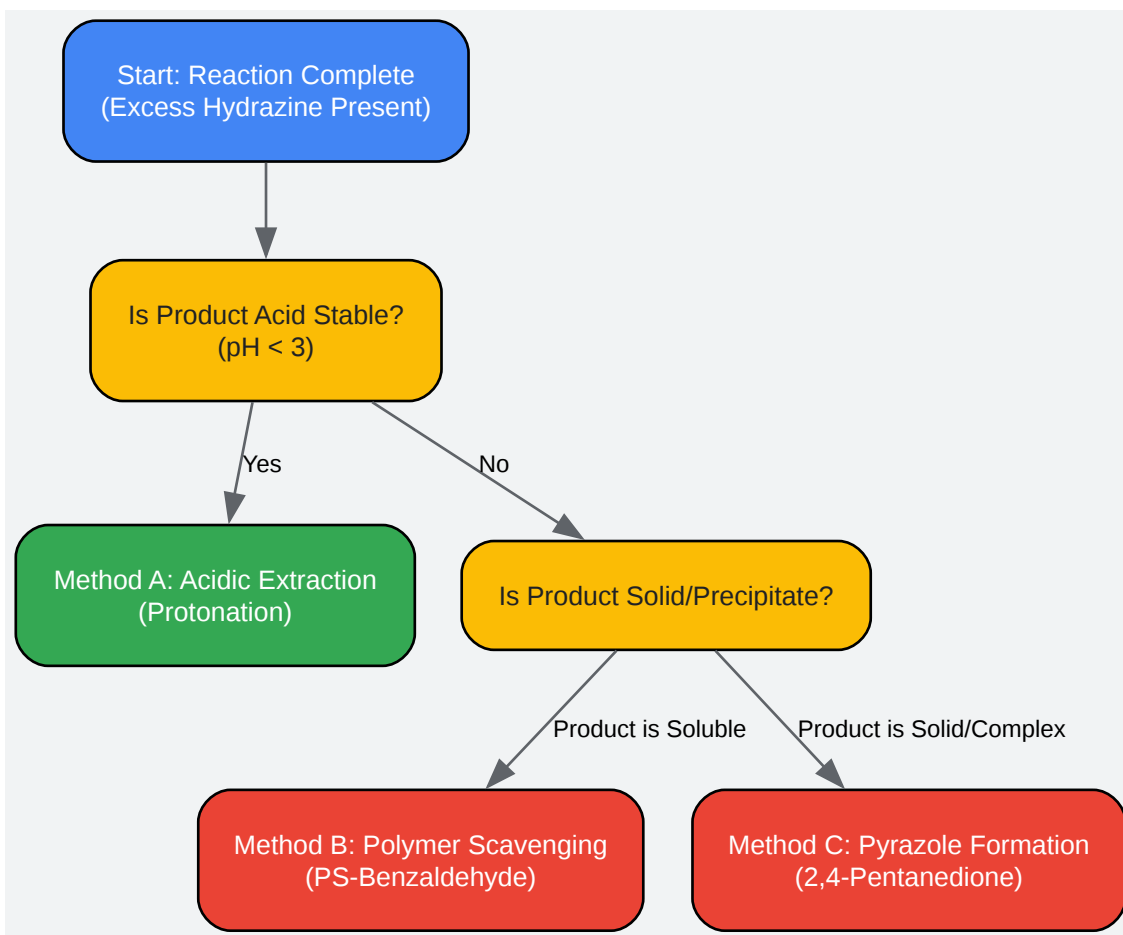 Start: Reaction Complete
(Excess Hydrazine Present)
Is Product Acid Stable?
(pH < 3)
Yes
No
Method A: Acidic Extraction
(Protonation)
Is Product Solid/Precipitate?
Product is Soluble
Product is Solid/Complex
Method B: Polymer Scavenging
(PS-Benzaldehyde)
Method C: Pyrazole Formation
(2,4-Pentanedione)